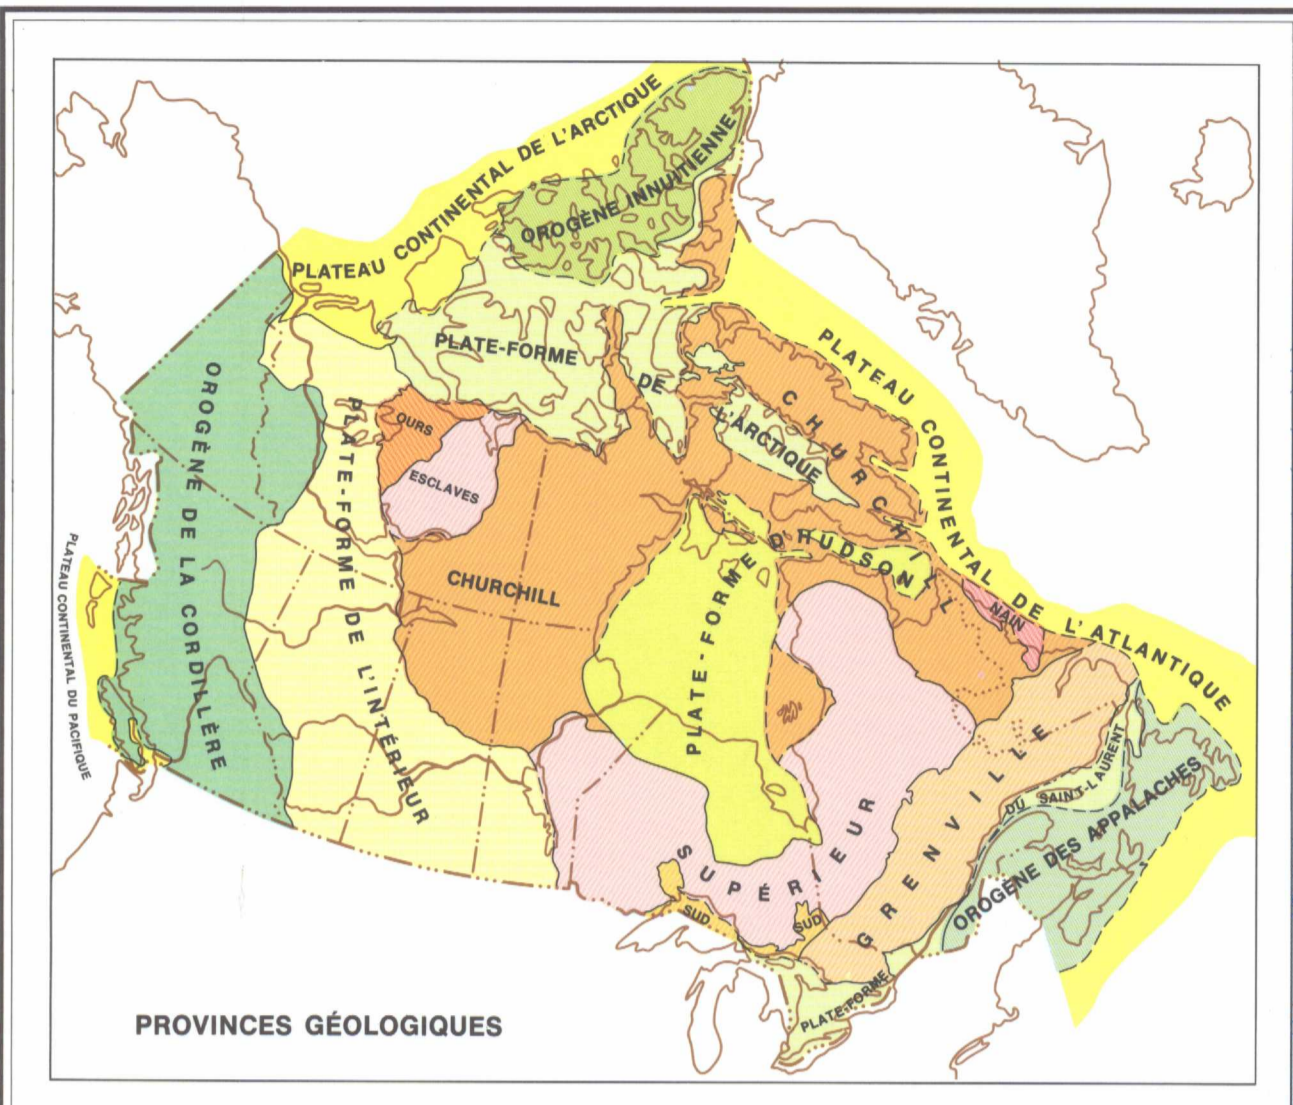 PLATEAU CONTINENTAL DE L'ARCTIQUE
OROGÈNE INNUITIENNE
PLATE-FORME DE L'ARCTIQUE
PLATEAU CONTINENTAL DE L'ATLANTIQUE
CHURCHILL
OROGÈNE DE LA CORDILLÈRE
PLATE-FORME DE L'INTÉRIEUR
OURS
ESCLAVES
CHURCHILL
PLATE-FORME D'HUDSON
NAIN
PLATEAU CONTINENTAL DU PACIFIQUE
SUPÉRIEUR
GRENVILLE
SUD
SUD
PLATE-FORME DU SAINT-LAURENT
OROGÈNE DES APPALACHES
PROVINCES GÉOLOGIQUES